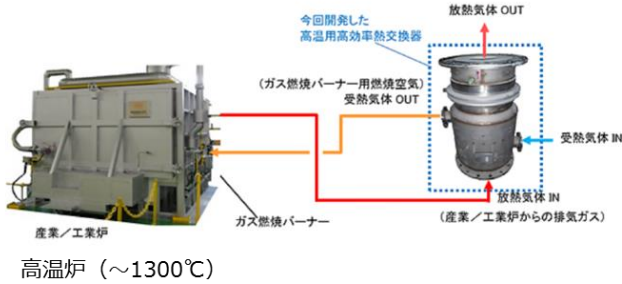 放熱気体 OUT
今回開発した
高温用高効率熱交換器
(ガス燃焼バーナー用燃焼空気)
受熱気体 OUT
受熱気体 IN
放熱気体 IN
(産業/工業炉からの排気ガス)
ガス燃焼バーナー
産業/工業炉
高温炉（～1300℃）